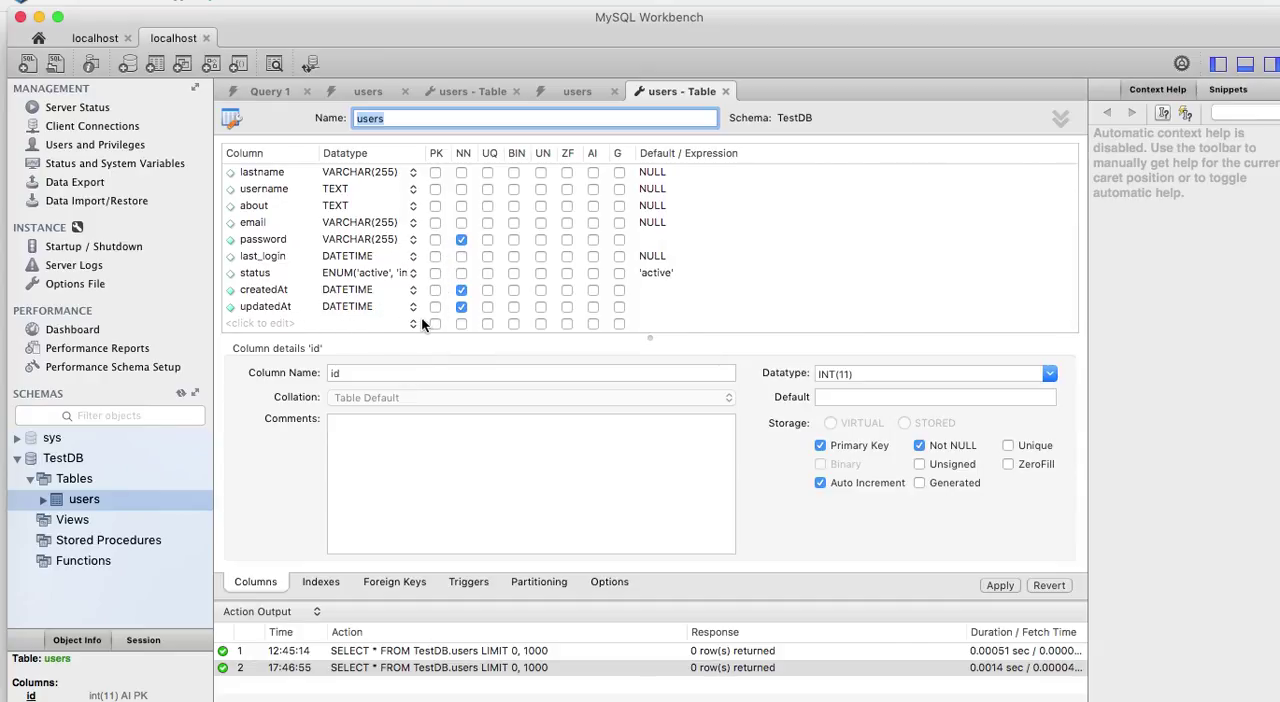 MySQL Workbench
localhost localhost
MANAGEMENT
Server Status
Client Connections
Users and Privileges
Status and System Variables
Data Export
Data Import/Restore
INSTANCE
Startup / Shutdown
Server Logs
Options File
PERFORMANCE
Dashboard
Performance Reports
Performance Schema Setup
SCHEMAS
Filter objects
sys
TestDB
Tables
users
Views
Stored Procedures
Functions
Object Info Session
Table: users
Columns:
id int(11) AI PK
Query 1 users users - Table users users - Table
Name: users Schema: TestDB
Column Datatype PK NN UQ BIN UN ZF AI G Default / Expression
lastname VARCHAR(255) NULL
username TEXT NULL
about TEXT NULL
email VARCHAR(255) NULL
password VARCHAR(255)
last_login DATETIME NULL
status ENUM('active', 'in 'active'
createdAt DATETIME
updatedAt DATETIME
<click to edit>
Column details 'id'
Column Name: id Datatype: INT(11)
Collation: Table Default Default
Comments: Storage: VIRTUAL STORED
Primary Key Not NULL Unique
Binary Unsigned ZeroFill
Auto Increment Generated
Columns Indexes Foreign Keys Triggers Partitioning Options Apply Revert
Action Output
Time Action Response Duration / Fetch Time
1 12:45:14 SELECT * FROM TestDB.users LIMIT 0, 1000 0 row(s) returned 0.00051 sec / 0.0000...
2 17:46:55 SELECT * FROM TestDB.users LIMIT 0, 1000 0 row(s) returned 0.0014 sec / 0.00004...
Context Help Snippets
Automatic context help is
disabled. Use the toolbar to
manually get help for the curren
caret position or to toggle
automatic help.